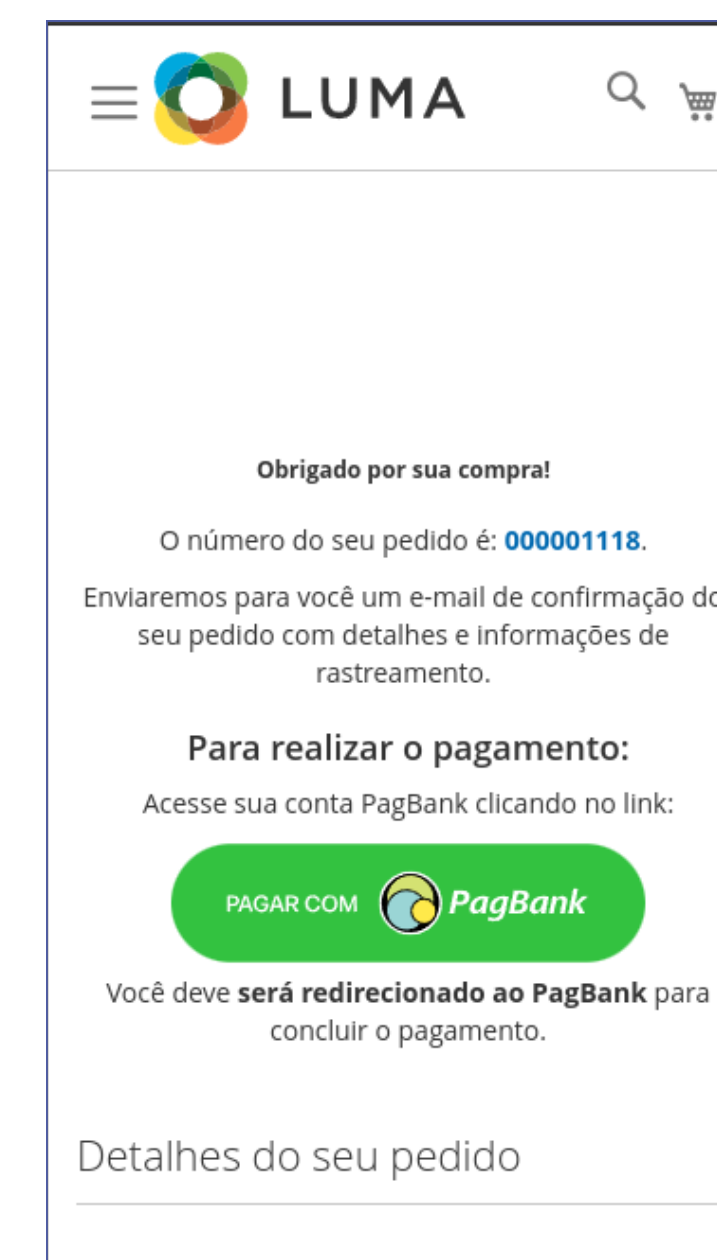 LUMA
Obrigado por sua compra!
O número do seu pedido é: 000001118.
Enviaremos para você um e-mail de confirmação do
seu pedido com detalhes e informações de
rastreamento.
Para realizar o pagamento:
Acesse sua conta PagBank clicando no link:
PAGAR COM PagBank
Você deve será redirecionado ao PagBank para
concluir o pagamento.
Detalhes do seu pedido